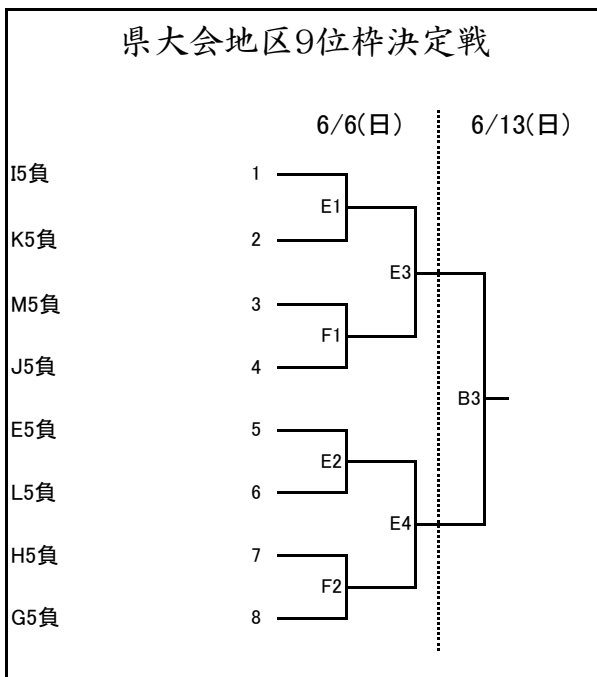 県大会地区9位枠決定戦
6/6(日) 6/13(日)
I5負 1
E1
K5負 2
E3
M5負 3
F1
J5負 4
B3
E5負 5
E2
L5負 6
E4
H5負 7
F2
G5負 8